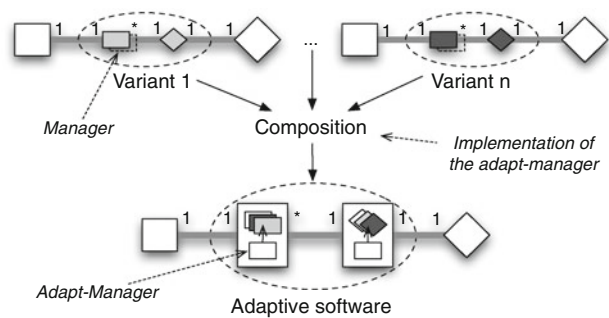 1 1 * 1 1 1
...
1 1 * 1 1 1
Variant 1
Variant n
Manager
Composition
Implementation of
the adapt-manager
1 1 * 1 1 1
Adapt-Manager
Adaptive software